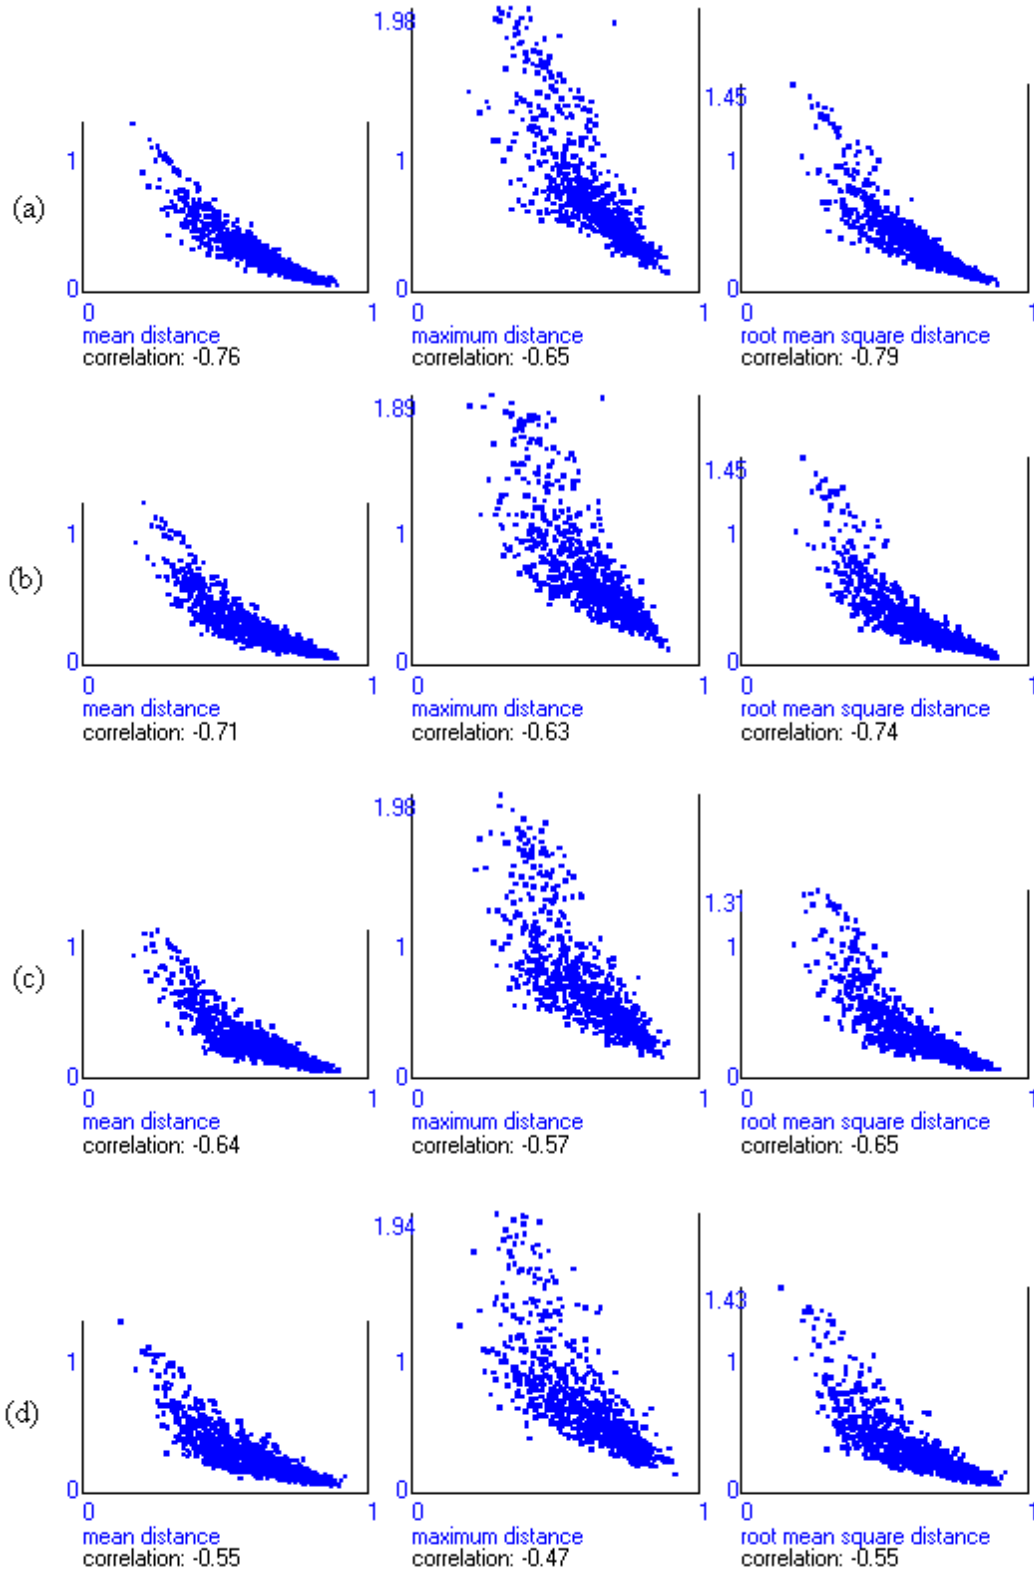 1.98
1.45
1 1 1
(a)
0 0 0
0 1 0 1 0 1
mean distance maximum distance root mean square distance
correlation: -0.76 correlation: -0.65 correlation: -0.79
1.89
1.45
1 1 1
(b)
0 0 0
0 1 0 1 0 1
mean distance maximum distance root mean square distance
correlation: -0.71 correlation: -0.63 correlation: -0.74
1.98
1.31
1 1 1
(c)
0 0 0
0 1 0 1 0 1
mean distance maximum distance root mean square distance
correlation: -0.64 correlation: -0.57 correlation: -0.65
1.94
1.43
1 1 1
(d)
0 0 0
0 1 0 1 0 1
mean distance maximum distance root mean square distance
correlation: -0.55 correlation: -0.47 correlation: -0.55